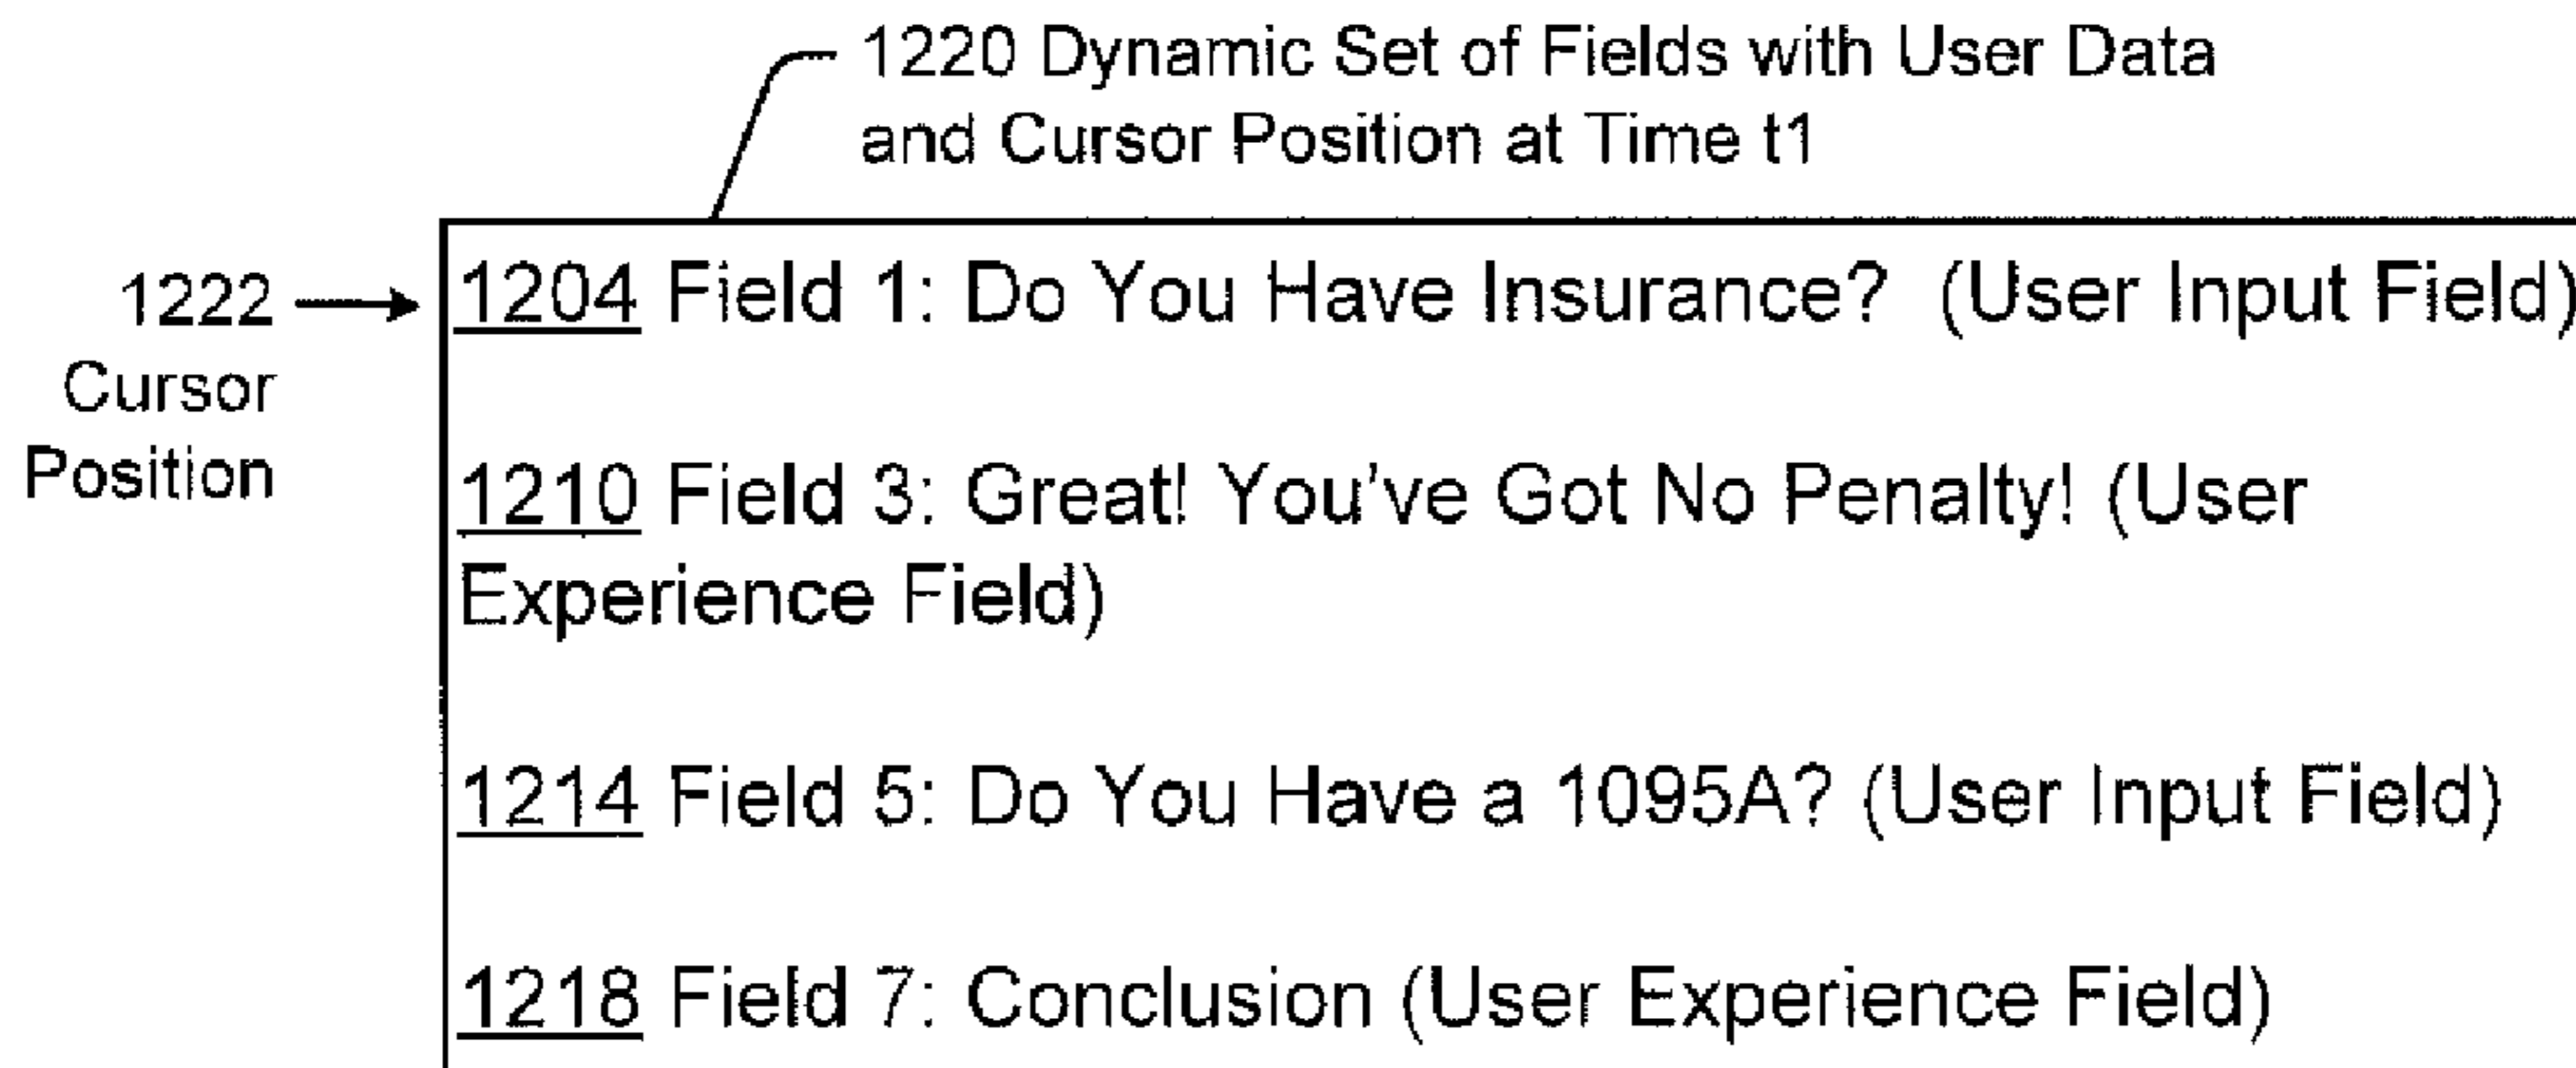 1220 Dynamic Set of Fields with User Data
and Cursor Position at Time t1
1222
Cursor
Position
1204 Field 1: Do You Have Insurance? (User Input Field)
1210 Field 3: Great! You've Got No Penalty! (User
Experience Field)
1214 Field 5: Do You Have a 1095A? (User Input Field)
1218 Field 7: Conclusion (User Experience Field)